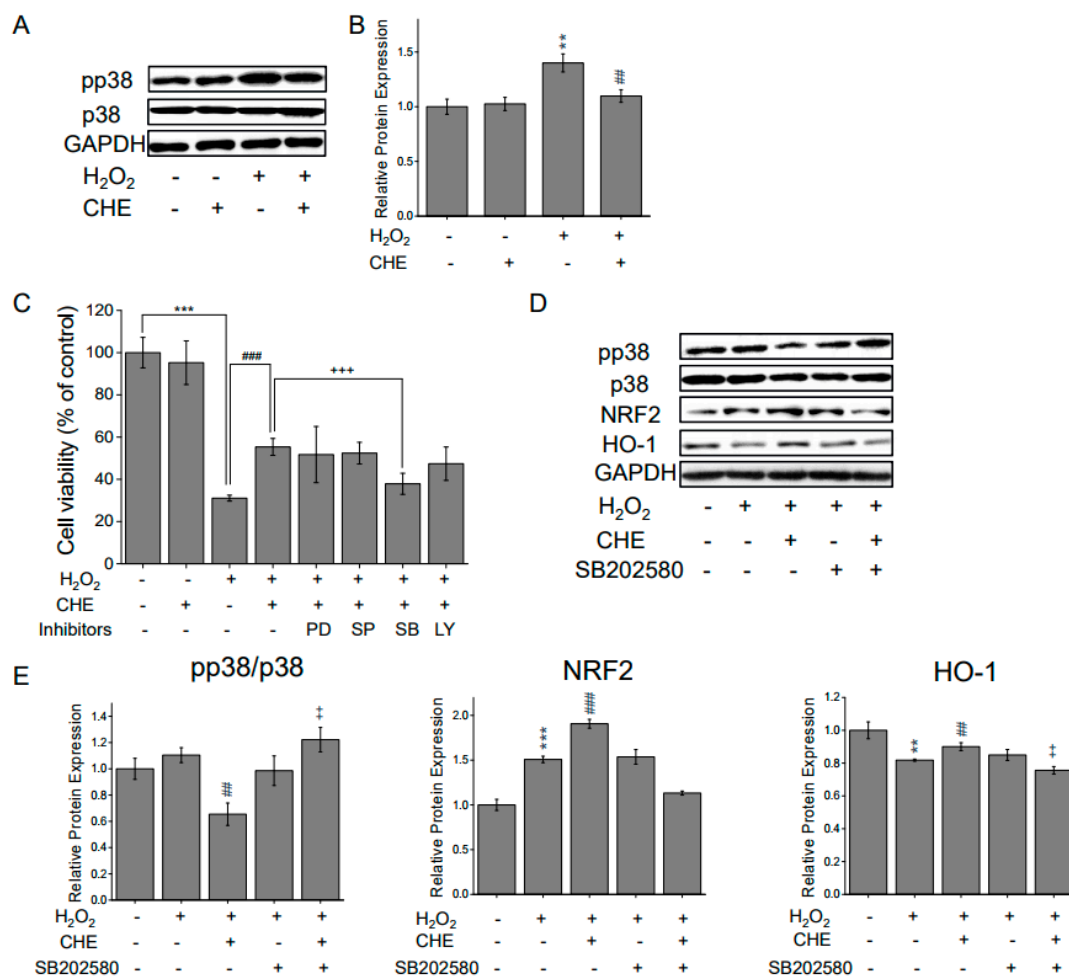 A
pp38
p38
GAPDH
H₂O₂ - - + +
CHE - + - +
B
Relative Protein Expression
1.5
1.0
0.5
0.0
**
##
H₂O₂ - - + +
CHE - + - +
C
Cell viability (% of control)
120
100
80
60
40
20
0
***
###
+++
H₂O₂ - - + + + + + +
CHE - + - + + + + +
Inhibitors - - - - PD SP SB LY
D
pp38
p38
NRF2
HO-1
GAPDH
H₂O₂ - + + + +
CHE - - + - +
SB202580 - - - + +
E
pp38/p38
Relative Protein Expression
1.4
1.2
1.0
0.8
0.6
0.4
0.2
0.0
##
++
H₂O₂ - + + + +
CHE - - + - +
SB202580 - - - + +
NRF2
Relative Protein Expression
2.0
1.5
1.0
0.5
0.0
***
###
H₂O₂ - + + + +
CHE - - + - +
SB202580 - - - + +
HO-1
Relative Protein Expression
1.0
0.8
0.6
0.4
0.2
0.0
**
##
++
H₂O₂ - + + + +
CHE - - + - +
SB202580 - - - + +